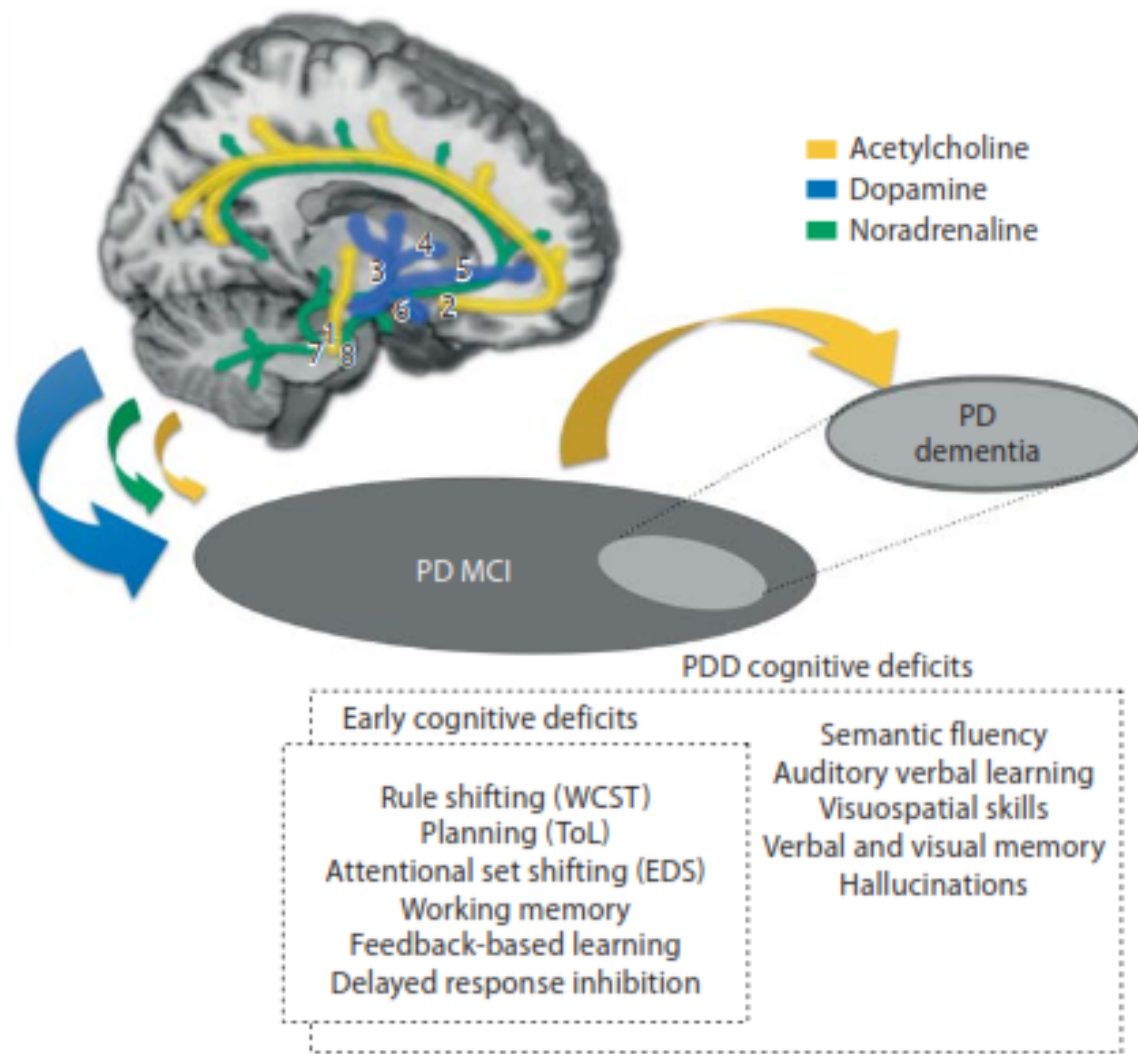 Acetylcholine
Dopamine
Noradrenaline
4
3
5
6
2
1
7
8
PD
dementia
PD MCI
PDD cognitive deficits
Early cognitive deficits
Rule shifting (WCST)
Planning (ToL)
Attentional set shifting (EDS)
Working memory
Feedback-based learning
Delayed response inhibition
Semantic fluency
Auditory verbal learning
Visuospatial skills
Verbal and visual memory
Hallucinations